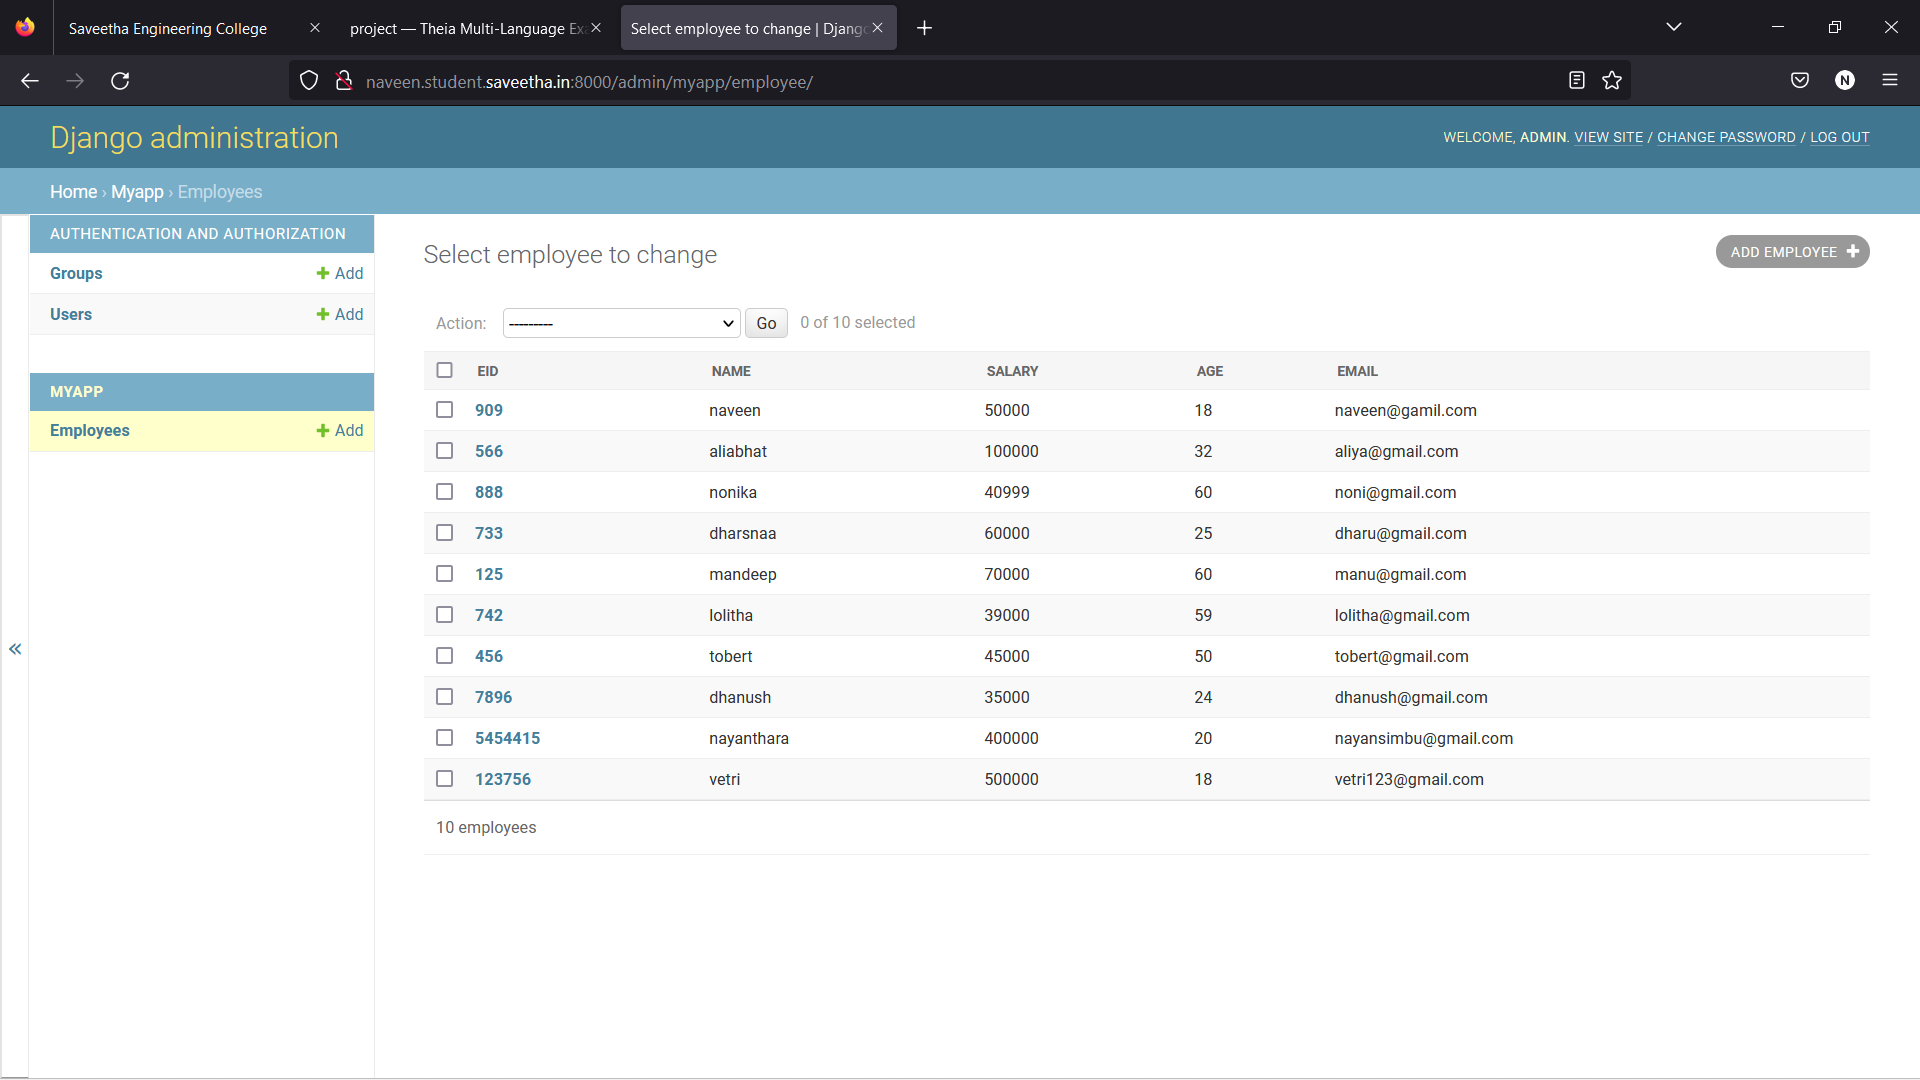 Saveetha Engineering College
project — Theia Multi-Language Ex
Select employee to change | Djang
naveen.student.saveetha.in:8000/admin/myapp/employee/
N
Django administration
WELCOME, ADMIN. VIEW SITE / CHANGE PASSWORD / LOG OUT
Home › Myapp › Employees
AUTHENTICATION AND AUTHORIZATION
Groups + Add
Users + Add
MYAPP
Employees + Add
«
Select employee to change
ADD EMPLOYEE +
Action: --------- Go 0 of 10 selected
EID NAME SALARY AGE EMAIL
909 naveen 50000 18 naveen@gamil.com
566 aliabhat 100000 32 aliya@gmail.com
888 nonika 40999 60 noni@gmail.com
733 dharsnaa 60000 25 dharu@gmail.com
125 mandeep 70000 60 manu@gmail.com
742 lolitha 39000 59 lolitha@gmail.com
456 tobert 45000 50 tobert@gmail.com
7896 dhanush 35000 24 dhanush@gmail.com
5454415 nayanthara 400000 20 nayansimbu@gmail.com
123756 vetri 500000 18 vetri123@gmail.com
10 employees